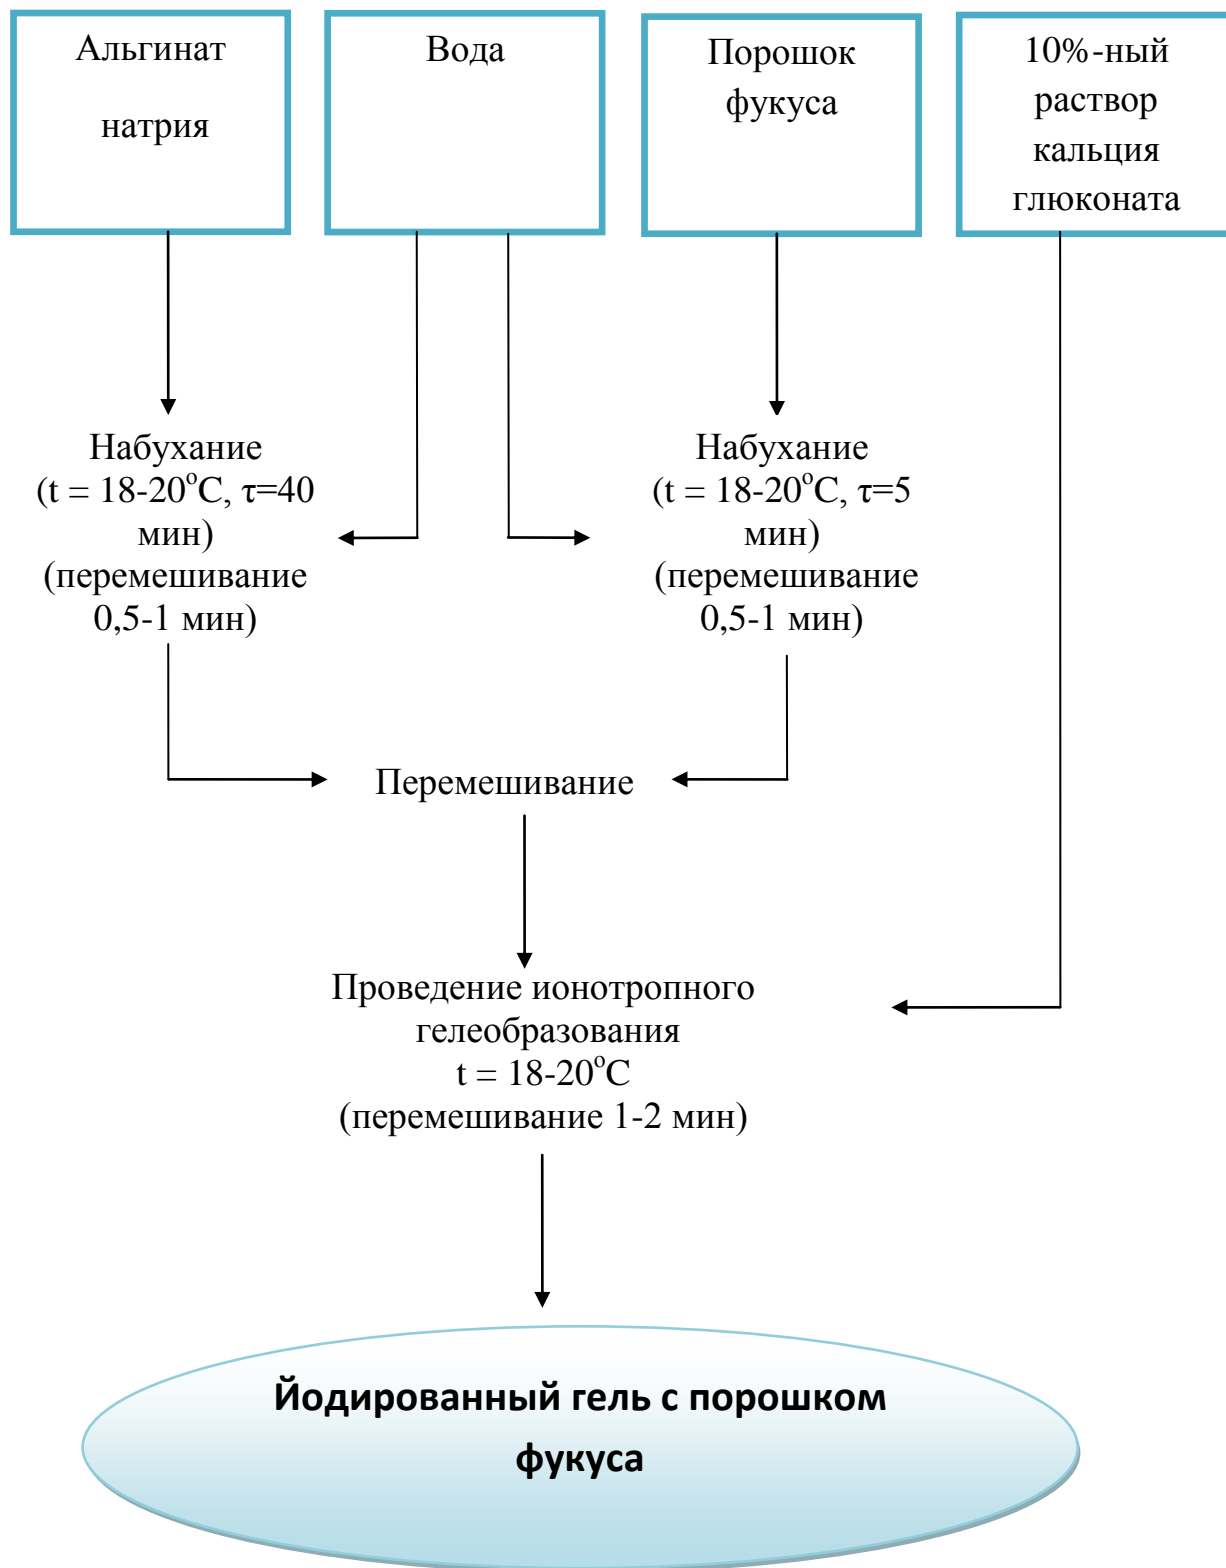 Альгинат
натрия
Вода
Порошок
фукуса
10%-ный
раствор
кальция
глюконата
Набухание
(t = 18-20°С, τ=40
мин)
(перемешивание
0,5-1 мин)
Набухание
(t = 18-20°С, τ=5
мин)
(перемешивание
0,5-1 мин)
Перемешивание
Проведение ионотропного
гелеобразования
t = 18-20°С
(перемешивание 1-2 мин)
Йодированный гель с порошком
фукуса